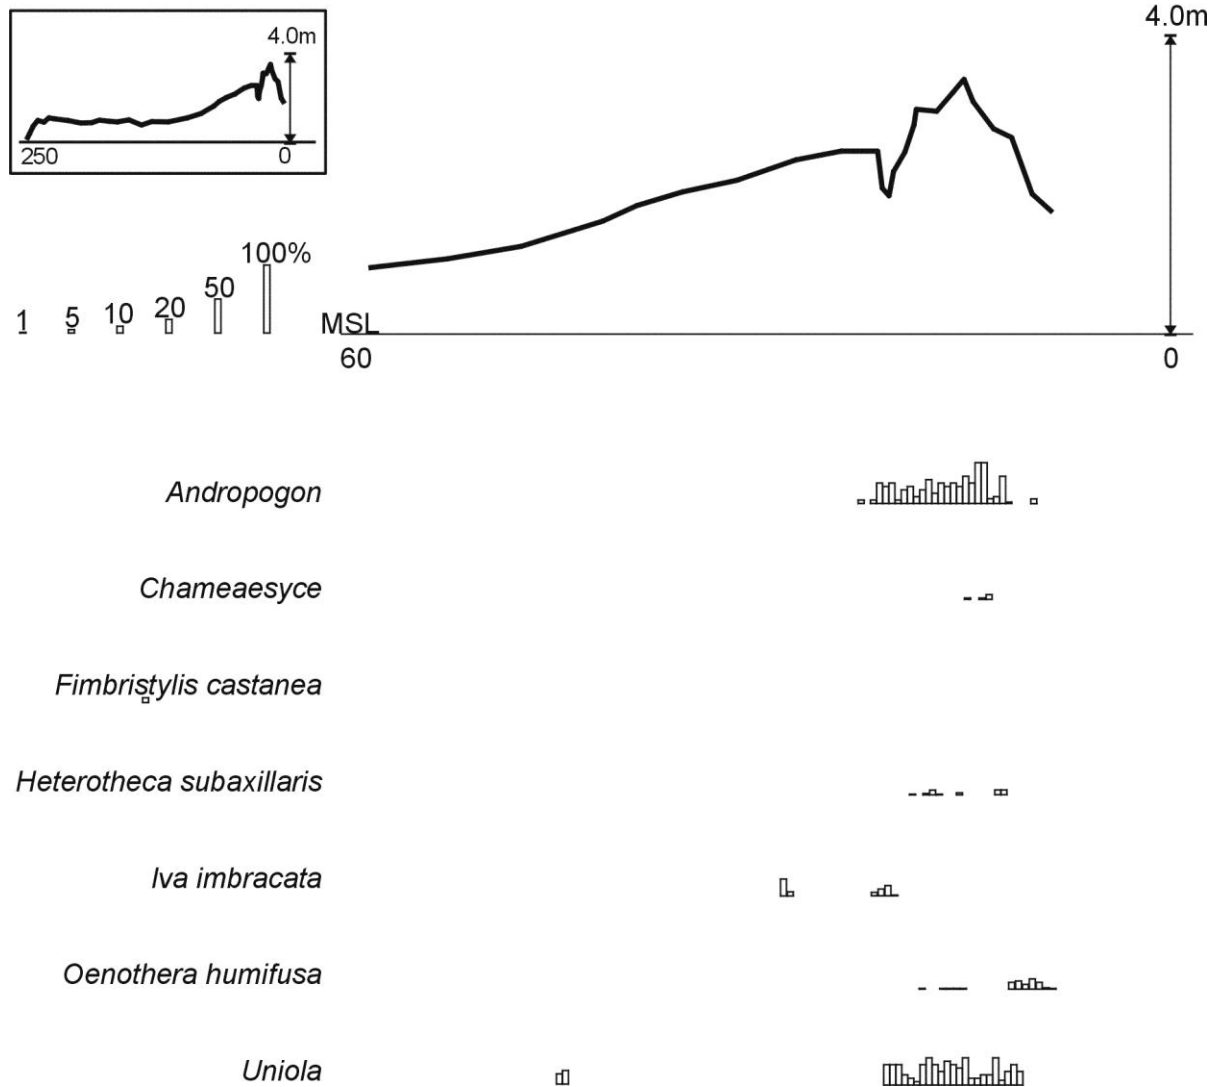 4.0m
4.0m
250 0
100%
50
20
10
5
1
MSL
60 0
Andropogon
Chameaesyce
Fimbristylis castanea
Heterotheca subaxillaris
Iva imbracata
Oenothera humifusa
Uniola